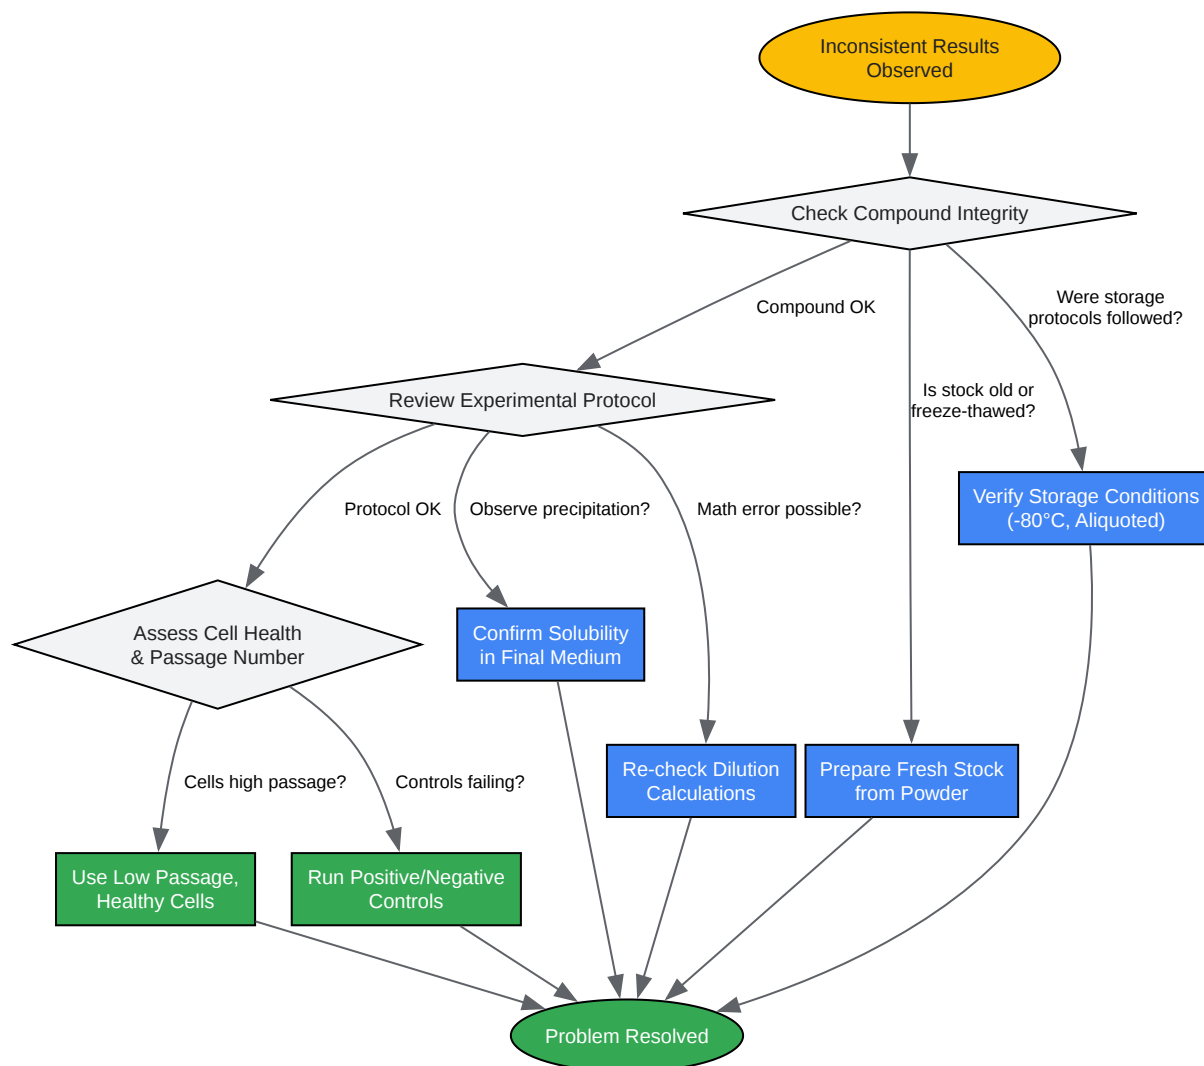 Inconsistent Results
Observed
Check Compound Integrity
Compound OK
Were storage
protocols followed?
Is stock old or
freeze-thawed?
Review Experimental Protocol
Protocol OK
Observe precipitation?
Math error possible?
Verify Storage Conditions
(-80°C, Aliquoted)
Assess Cell Health
& Passage Number
Confirm Solubility
in Final Medium
Cells high passage?
Controls failing?
Re-check Dilution
Calculations
Prepare Fresh Stock
from Powder
Use Low Passage,
Healthy Cells
Run Positive/Negative
Controls
Problem Resolved